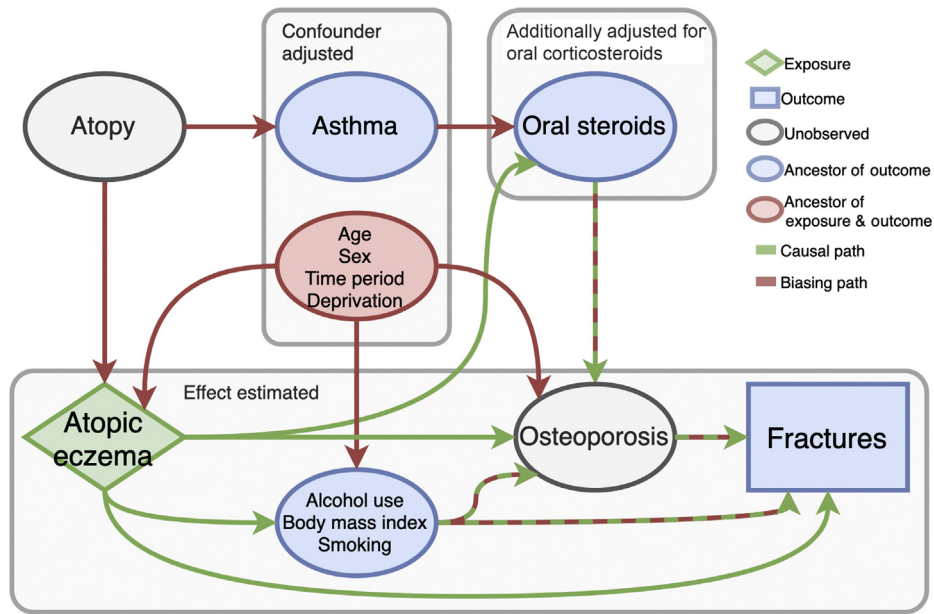 Confounder
adjusted
Additionally adjusted for
oral corticosteroids
Atopy
Asthma
Oral steroids
Exposure
Outcome
Unobserved
Ancestor of outcome
Ancestor of
exposure & outcome
Causal path
Biasing path
Age
Sex
Time period
Deprivation
Effect estimated
Atopic
eczema
Osteoporosis
Fractures
Alcohol use
Body mass index
Smoking